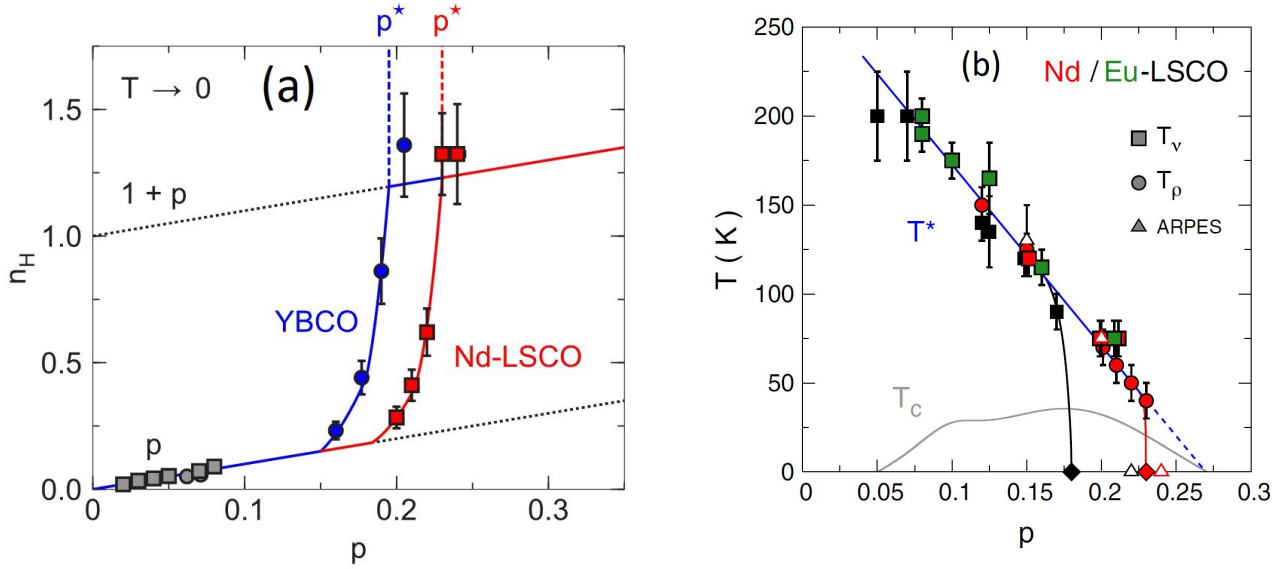 p★ p★
T → 0
(a)
1.5
1 + p
1.0
n_H
YBCO
0.5
Nd-LSCO
p
0.0
0 0.1 0.2 0.3
p
250
(b) Nd / Eu-LSCO
200
T_ν
T_ρ
150
T*
ARPES
T ( K )
100
50
T_c
0
0 0.05 0.1 0.15 0.2 0.25 0.3
p